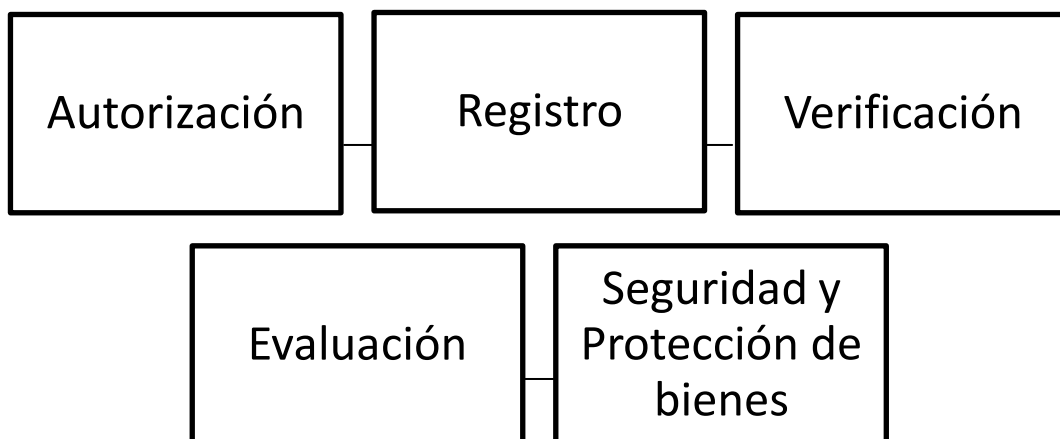 Autorización
Registro
Verificación
Evaluación
Seguridad y
Protección de
bienes